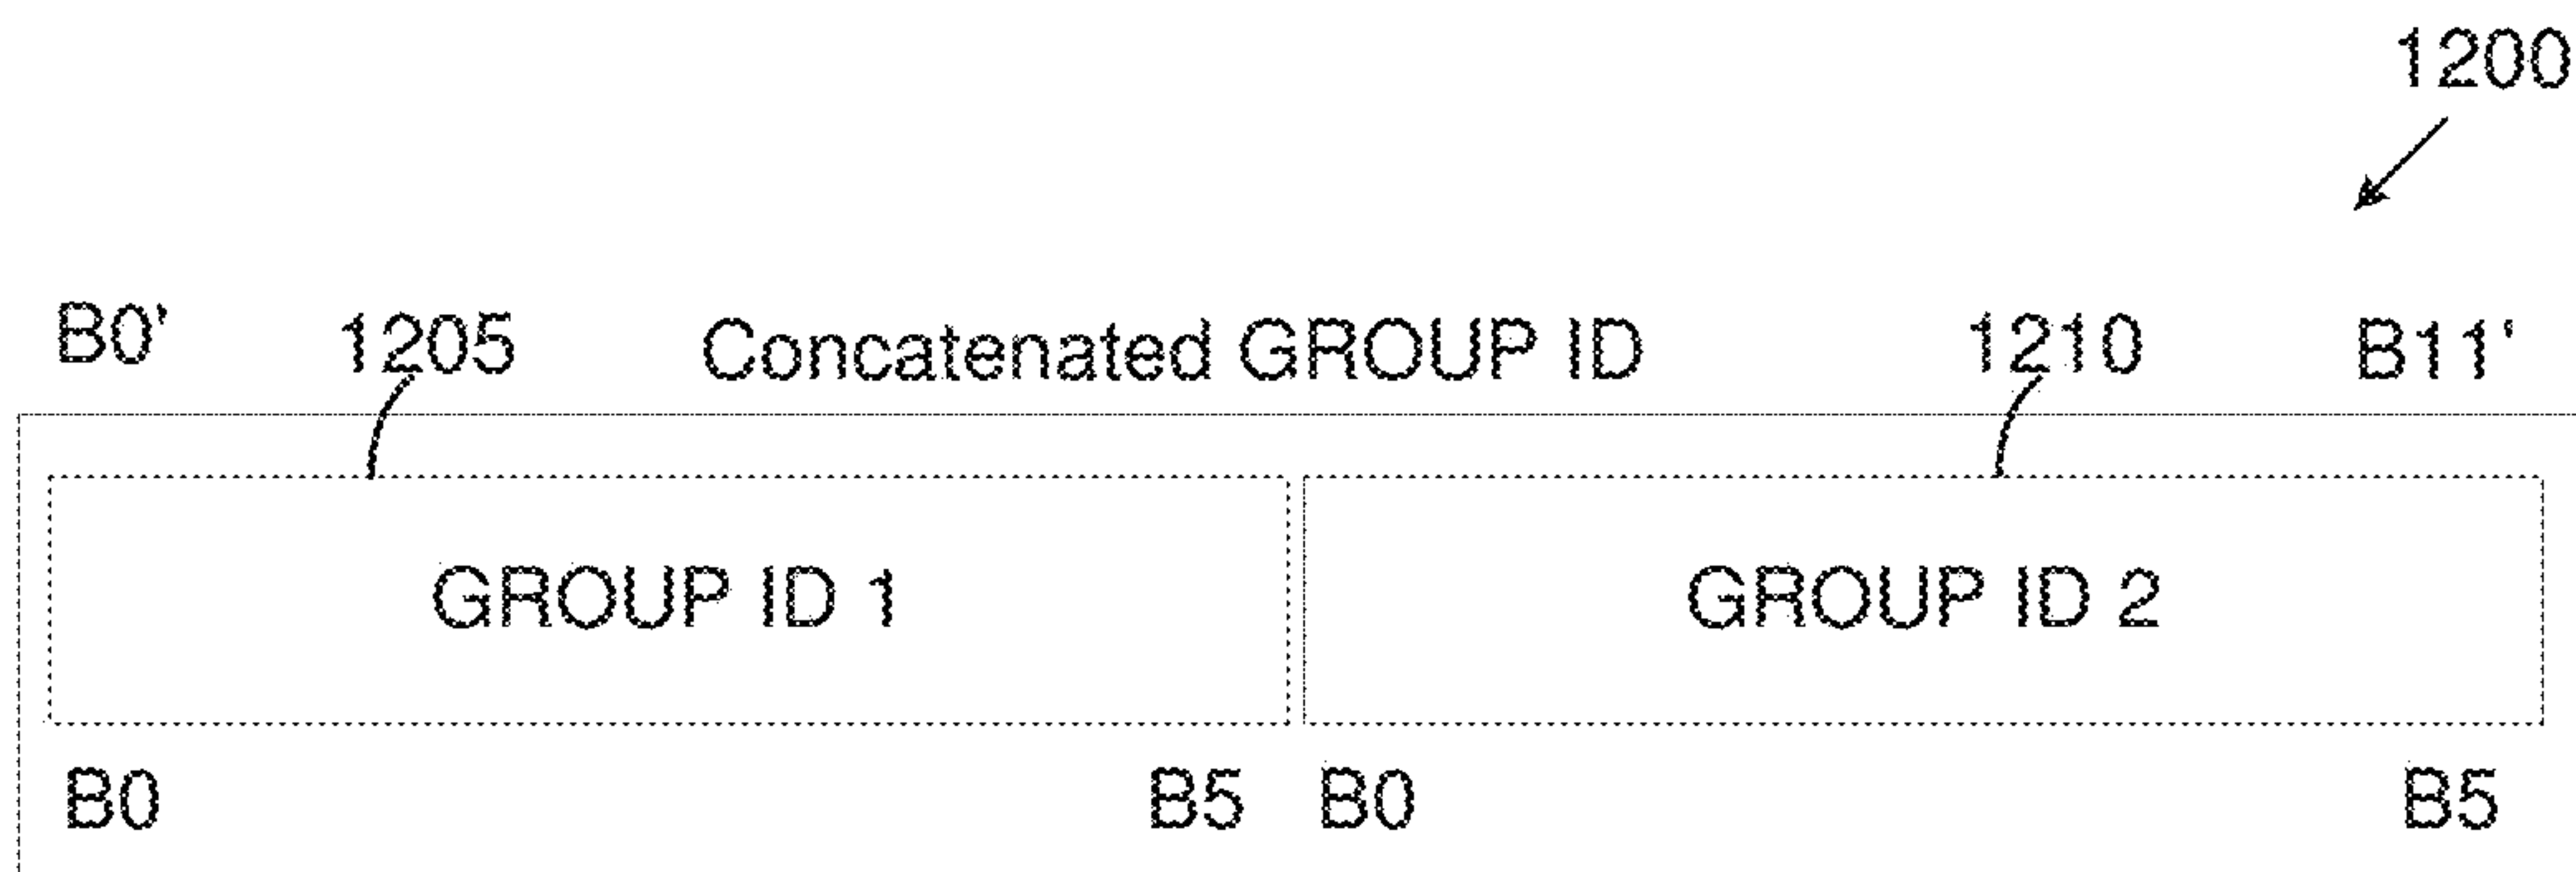 1200
B0' 1205 Concatenated GROUP ID 1210 B11'
GROUP ID 1 GROUP ID 2
B0 B5 B0 B5